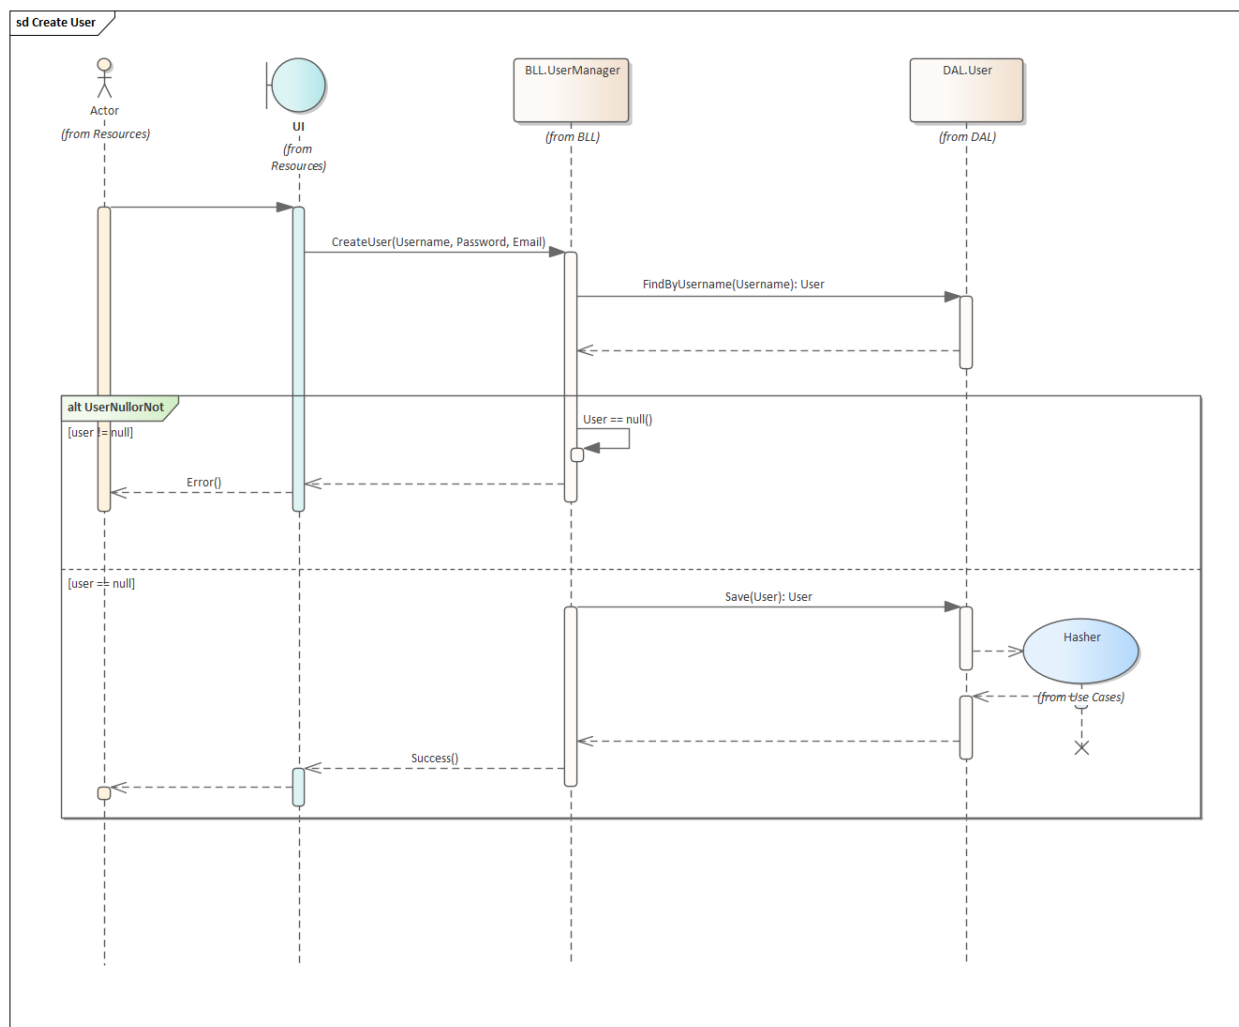 sd Create User
Actor
(from Resources)
UI
(from
Resources)
BLL.UserManager
(from BLL)
DAL.User
(from DAL)
CreateUser(Username, Password, Email)
FindByUsername(Username): User
alt UserNullorNot
[user != null]
User == null()
Error()
[user == null]
Save(User): User
Hasher
(from Use Cases)
Success()